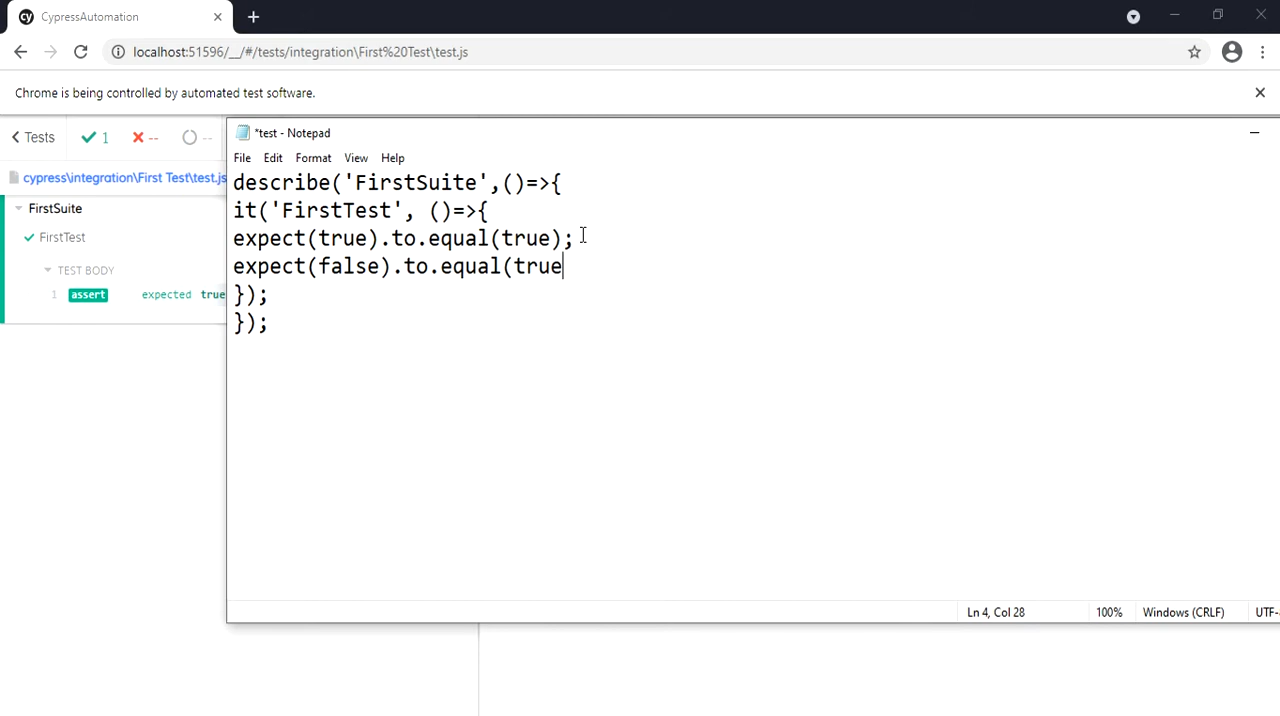 CypressAutomation
localhost:51596/__/#/tests/integration\First%20Test\test.js
Chrome is being controlled by automated test software.
Tests
1
--
--
cypress\integration\First Test\test.js
FirstSuite
FirstTest
TEST BODY
1 assert expected true
*test - Notepad
File Edit Format View Help
describe('FirstSuite',()=>{
it('FirstTest', ()=>{
expect(true).to.equal(true);
expect(false).to.equal(true
});
});
Ln 4, Col 28 100% Windows (CRLF) UTF-